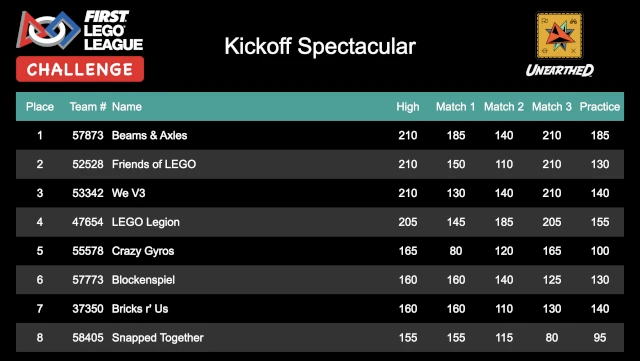 FIRST
LEGO
LEAGUE
CHALLENGE
Kickoff Spectacular
UNEARTHED
Place Team # Name High Match 1 Match 2 Match 3 Practice
1 57873 Beams & Axles 210 185 140 210 185
2 52528 Friends of LEGO 210 150 110 210 130
3 53342 We V3 210 130 140 210 140
4 47654 LEGO Legion 205 145 185 205 155
5 55578 Crazy Gyros 165 80 120 165 100
6 57773 Blockenspiel 160 160 140 125 130
7 37350 Bricks r' Us 160 160 110 130 140
8 58405 Snapped Together 155 155 115 80 95